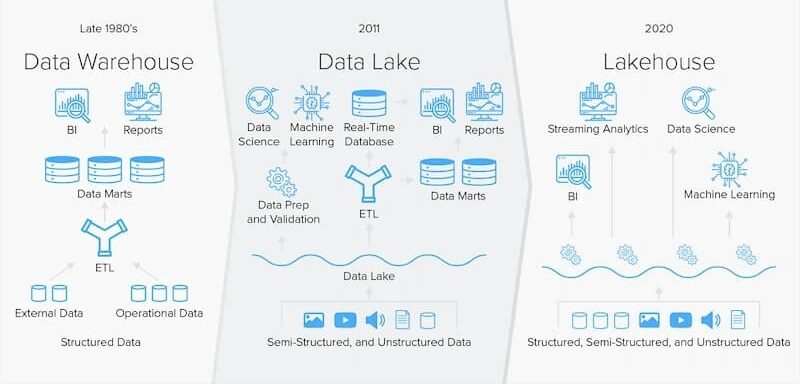 Late 1980's
Data Warehouse
BI
Reports
Data Marts
ETL
External Data
Operational Data
Structured Data
2011
Data Lake
Data
Science
Machine
Learning
Real-Time
Database
BI
Reports
Data Prep
and Validation
ETL
Data Marts
Data Lake
Semi-Structured, and Unstructured Data
2020
Lakehouse
Streaming Analytics
Data Science
BI
Machine Learning
Structured, Semi-Structured, and Unstructured Data